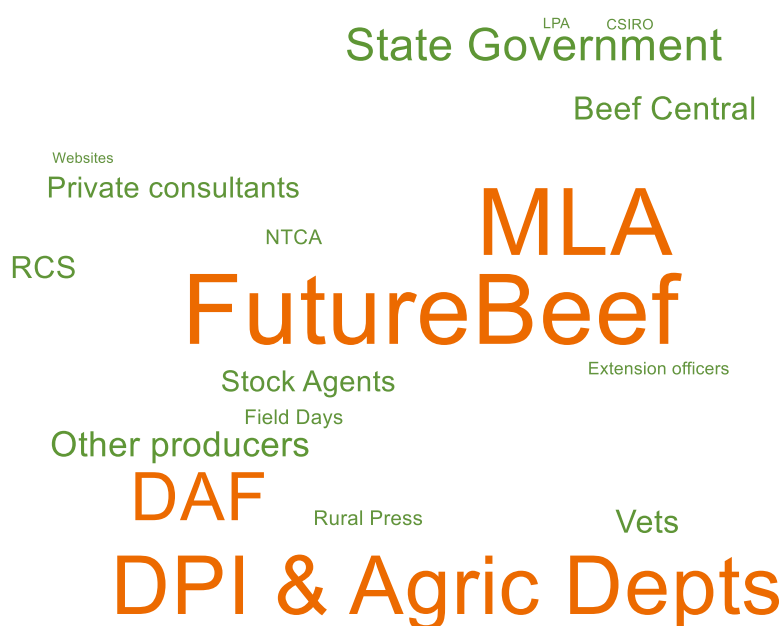 LPA
CSIRO
State Government
Beef Central
Websites
Private consultants
MLA
NTCA
RCS
FutureBeef
Extension officers
Stock Agents
Field Days
Other producers
DAF
Rural Press
Vets
DPI & Agric Depts